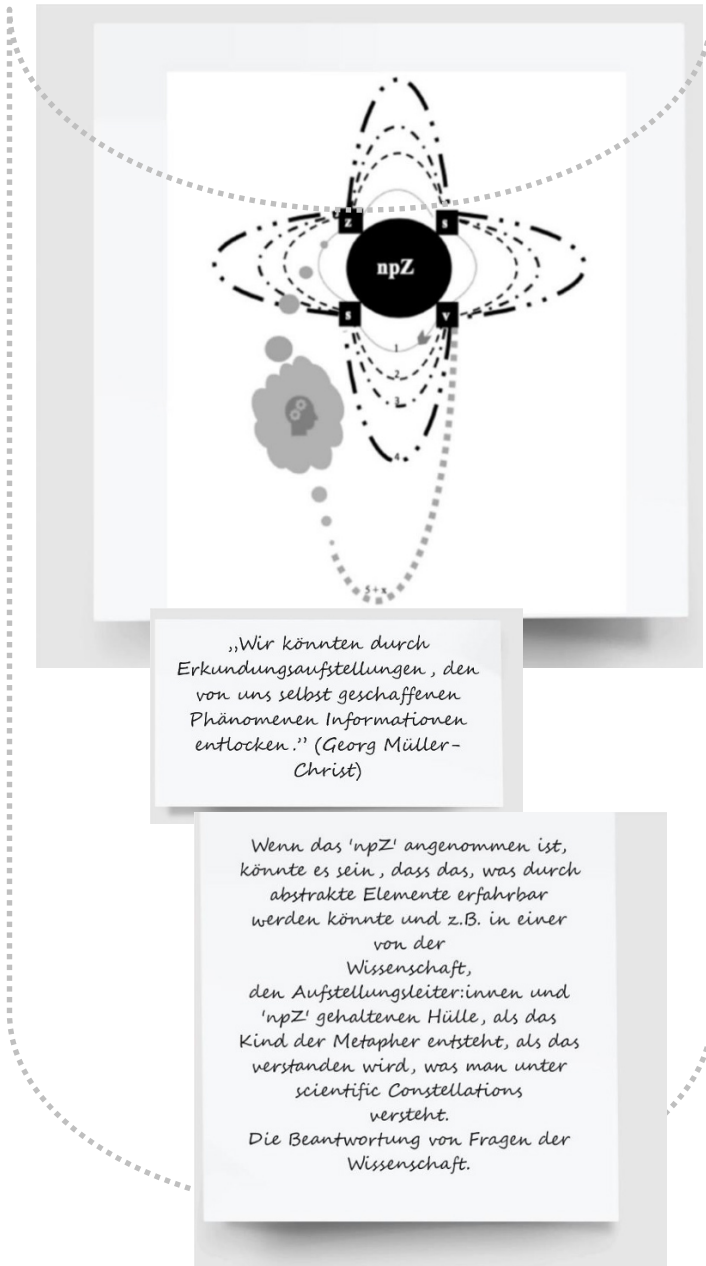 z
s
npZ
s
v
1
2
3
4
5 + x
„Wir könnten durch
Erkundungsaufstellungen, den
von uns selbst geschaffenen
Phänomenen Informationen
entlocken.” (Georg Müller-
Christ)
Wenn das 'npZ' angenommen ist,
könnte es sein, dass das, was durch
abstrakte Elemente erfahrbar
werden könnte und z.B. in einer
von der
Wissenschaft,
den Aufstellungsleiter:innen und
'npZ' gehaltenen Hülle, als das
Kind der Metapher entsteht, als das
verstanden wird, was man unter
scientific Constellations
versteht.
Die Beantwortung von Fragen der
Wissenschaft.